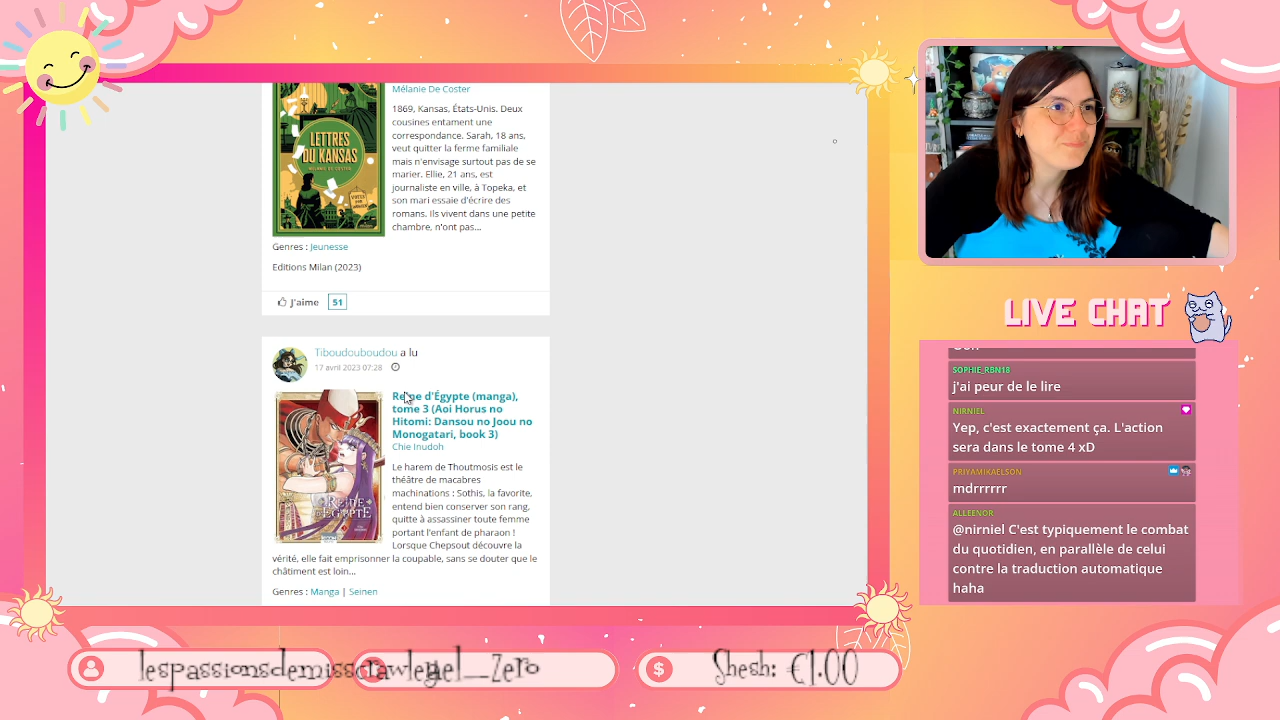 Mélanie De Coster
1869, Kansas, États-Unis. Deux
cousines entament une
correspondance. Sarah, 18 ans,
veut quitter la ferme familiale
mais n'envisage surtout pas de se
marier. Ellie, 21 ans, est
journaliste en ville, à Topeka, et
son mari essaie d'écrire des
romans. Ils vivent dans une petite
chambre, n'ont pas...
LETTRES
DU KANSAS
MÉLANIE DE COSTER
Genres : Jeunesse
Editions Milan (2023)
J'aime 51
Tiboudouboudou a lu
17 avril 2023 07:28
Reine d'Égypte (manga),
tome 3 (Aoi Horus no
Hitomi: Dansou no Joou no
Monogatari, book 3)
Chie Inudoh
Le harem de Thoutmosis est le
théâtre de macabres
machinations : Sothis, la favorite,
entend bien conserver son rang,
quitte à assassiner toute femme
portant l'enfant de pharaon !
Lorsque Chepsout découvre la
vérité, elle fait emprisonner la coupable, sans se douter que le
châtiment est loin...
REINE
D'ÉGYPTE
Genres : Manga | Seinen
LIVE CHAT
SOPHIE_RBN18
j'ai peur de le lire
NIRNIEL
Yep, c'est exactement ça. L'action
sera dans le tome 4 xD
PRIYAMIKAELSON
mdrrrrrr
ALLEENOR
@nirniel C'est typiquement le combat
du quotidien, en parallèle de celui
contre la traduction automatique
haha
Shesh: €1.00